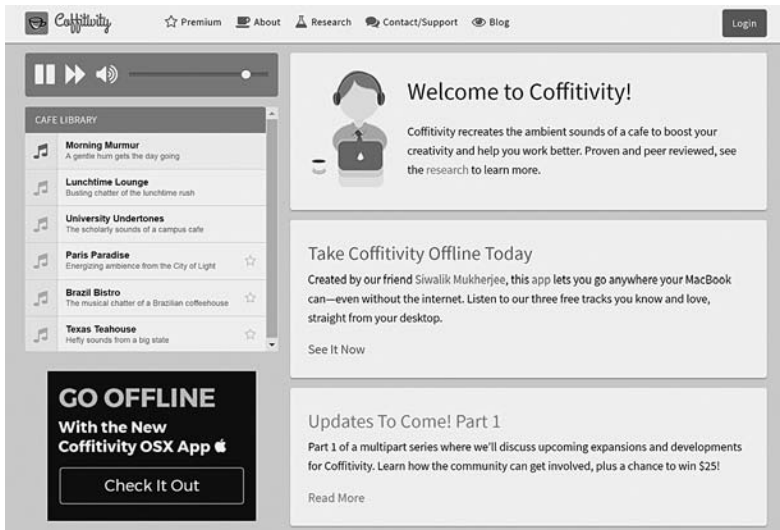 Coffitivity
Premium
About
Research
Contact/Support
Blog
Login
CAFE LIBRARY
Morning Murmur
A gentle hum gets the day going
Lunchtime Lounge
Busting chatter of the lunchtime rush
University Undertones
The scholarly sounds of a campus cafe
Paris Paradise
Energizing ambience from the City of Light
Brazil Bistro
The musical chatter of a Brazilian coffeehouse
Texas Teahouse
Hefty sounds from a big state
GO OFFLINE
With the New
Coffitivity OSX App
Check It Out
Welcome to Coffitivity!
Coffitivity recreates the ambient sounds of a cafe to boost your
creativity and help you work better. Proven and peer reviewed, see
the research to learn more.
Take Coffitivity Offline Today
Created by our friend Siwalik Mukherjee, this app lets you go anywhere your MacBook
can—even without the internet. Listen to our three free tracks you know and love,
straight from your desktop.
See It Now
Updates To Come! Part 1
Part 1 of a multipart series where we'll discuss upcoming expansions and developments
for Coffitivity. Learn how the community can get involved, plus a chance to win $25!
Read More